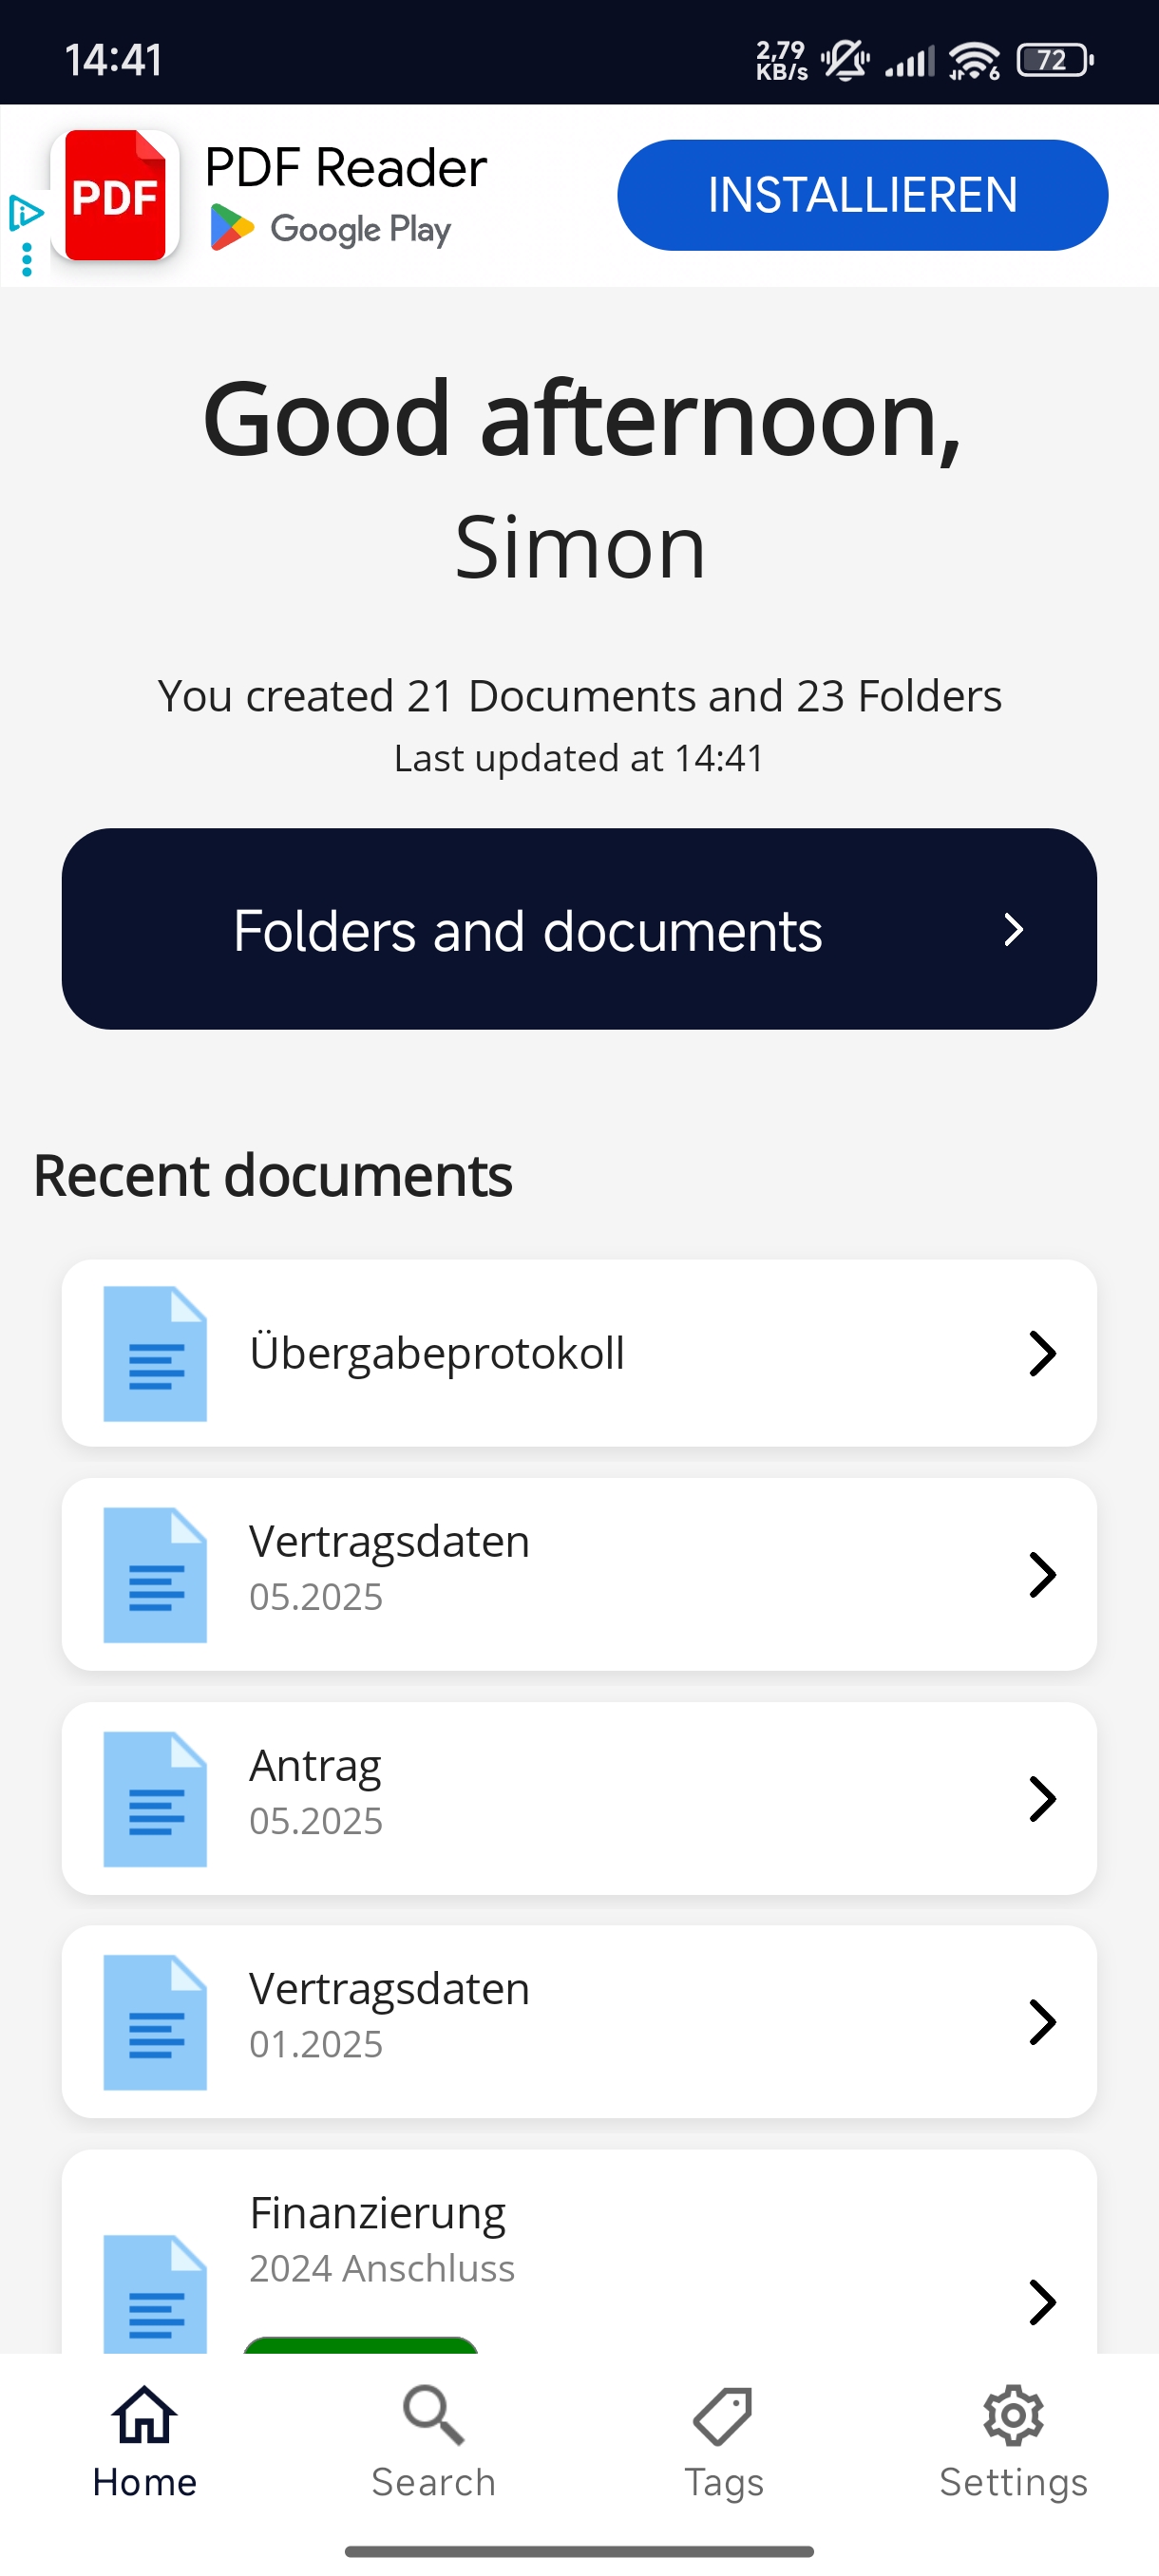 14:41
2,79
KB/s
6
72
PDF
PDF Reader
Google Play
INSTALLIEREN
Good afternoon,
Simon
You created 21 Documents and 23 Folders
Last updated at 14:41
Folders and documents
Recent documents
Übergabeprotokoll
Vertragsdaten
05.2025
Antrag
05.2025
Vertragsdaten
01.2025
Finanzierung
2024 Anschluss
Home
Search
Tags
Settings